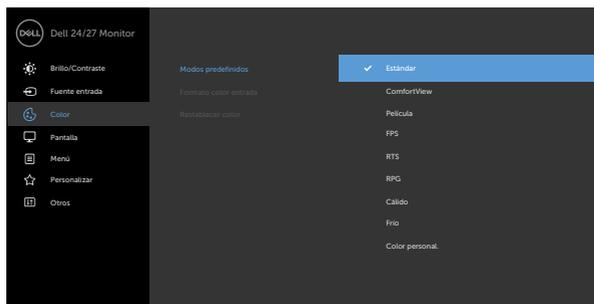 DELL Dell 24/27 Monitor
Brillo/Contraste
Fuente entrada
Color
Pantalla
Menú
Personalizar
Otros
Modos predefinidos
Formato color entrada
Restablecer color
Estándar
ComfortView
Película
FPS
RTS
RPG
Cálido
Frío
Color personal.